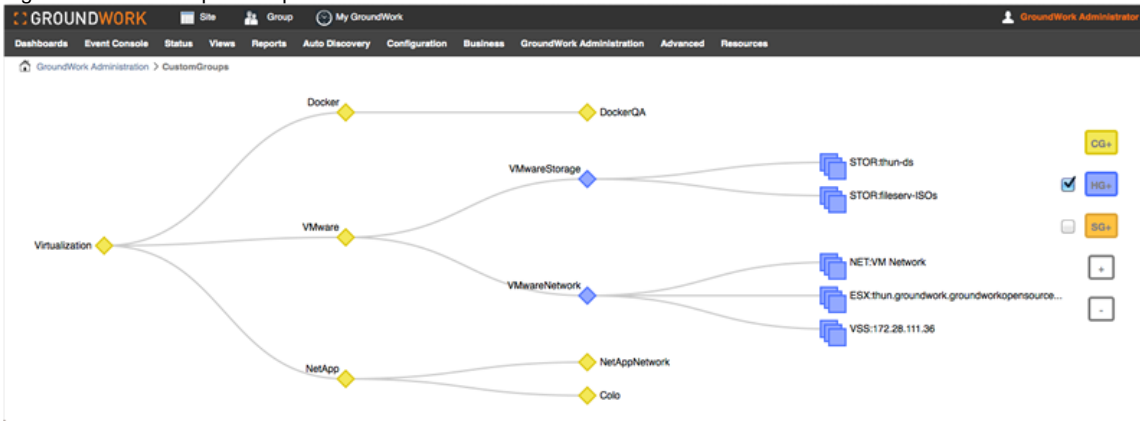 GROUNDWORK Site Group My GroundWork GroundWork Administrator
Dashboards Event Console Status Views Reports Auto Discovery Configuration Business GroundWork Administration Advanced Resources
GroundWork Administration > CustomGroups
Docker
DockerQA
CG+
VMwareStorage
STOR:thun-ds
HG+
STOR:fileserv-ISOs
VMware
SG+
Virtualization
NET:VM Network
+
VMwareNetwork
ESX:thun.groundwork.groundworkopensource...
-
VSS:172.28.111.36
NetApp
NetAppNetwork
Colo